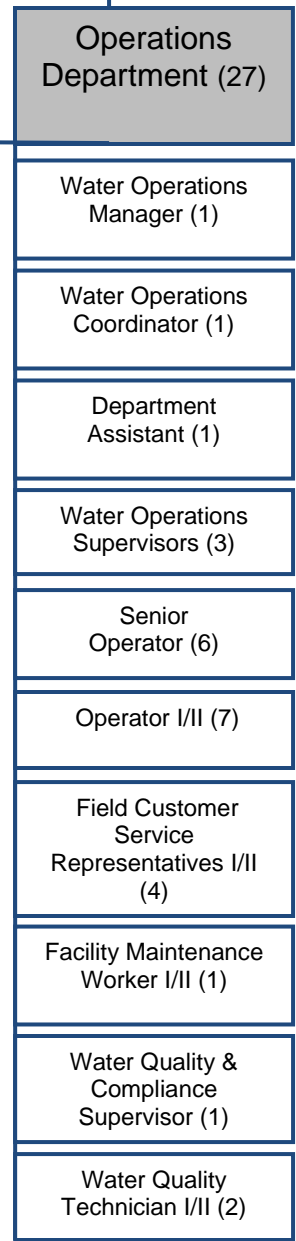 Operations
Department (27)
Water Operations
Manager (1)
Water Operations
Coordinator (1)
Department
Assistant (1)
Water Operations
Supervisors (3)
Senior
Operator (6)
Operator I/II (7)
Field Customer
Service
Representatives I/II
(4)
Facility Maintenance
Worker I/II (1)
Water Quality &
Compliance
Supervisor (1)
Water Quality
Technician I/II (2)